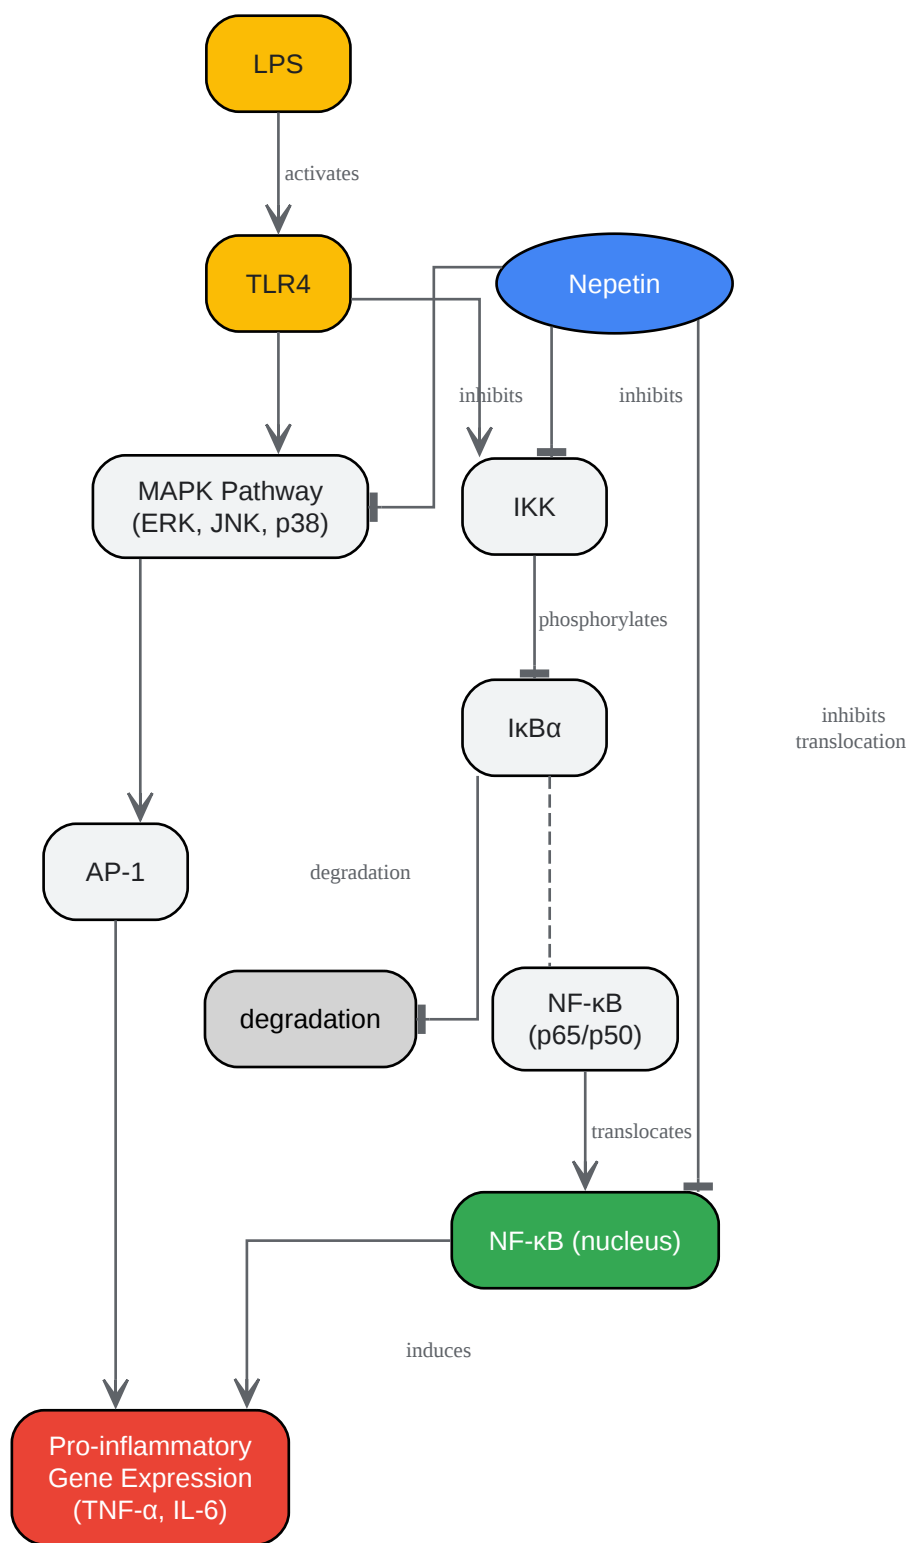 LPS
activates
TLR4
Nepetin
inhibits
inhibits
MAPK Pathway
(ERK, JNK, p38)
IKK
phosphorylates
IκBα
inhibits
translocation
degradation
AP-1
degradation
NF-κB
(p65/p50)
translocates
NF-κB (nucleus)
induces
Pro-inflammatory
Gene Expression
(TNF-α, IL-6)